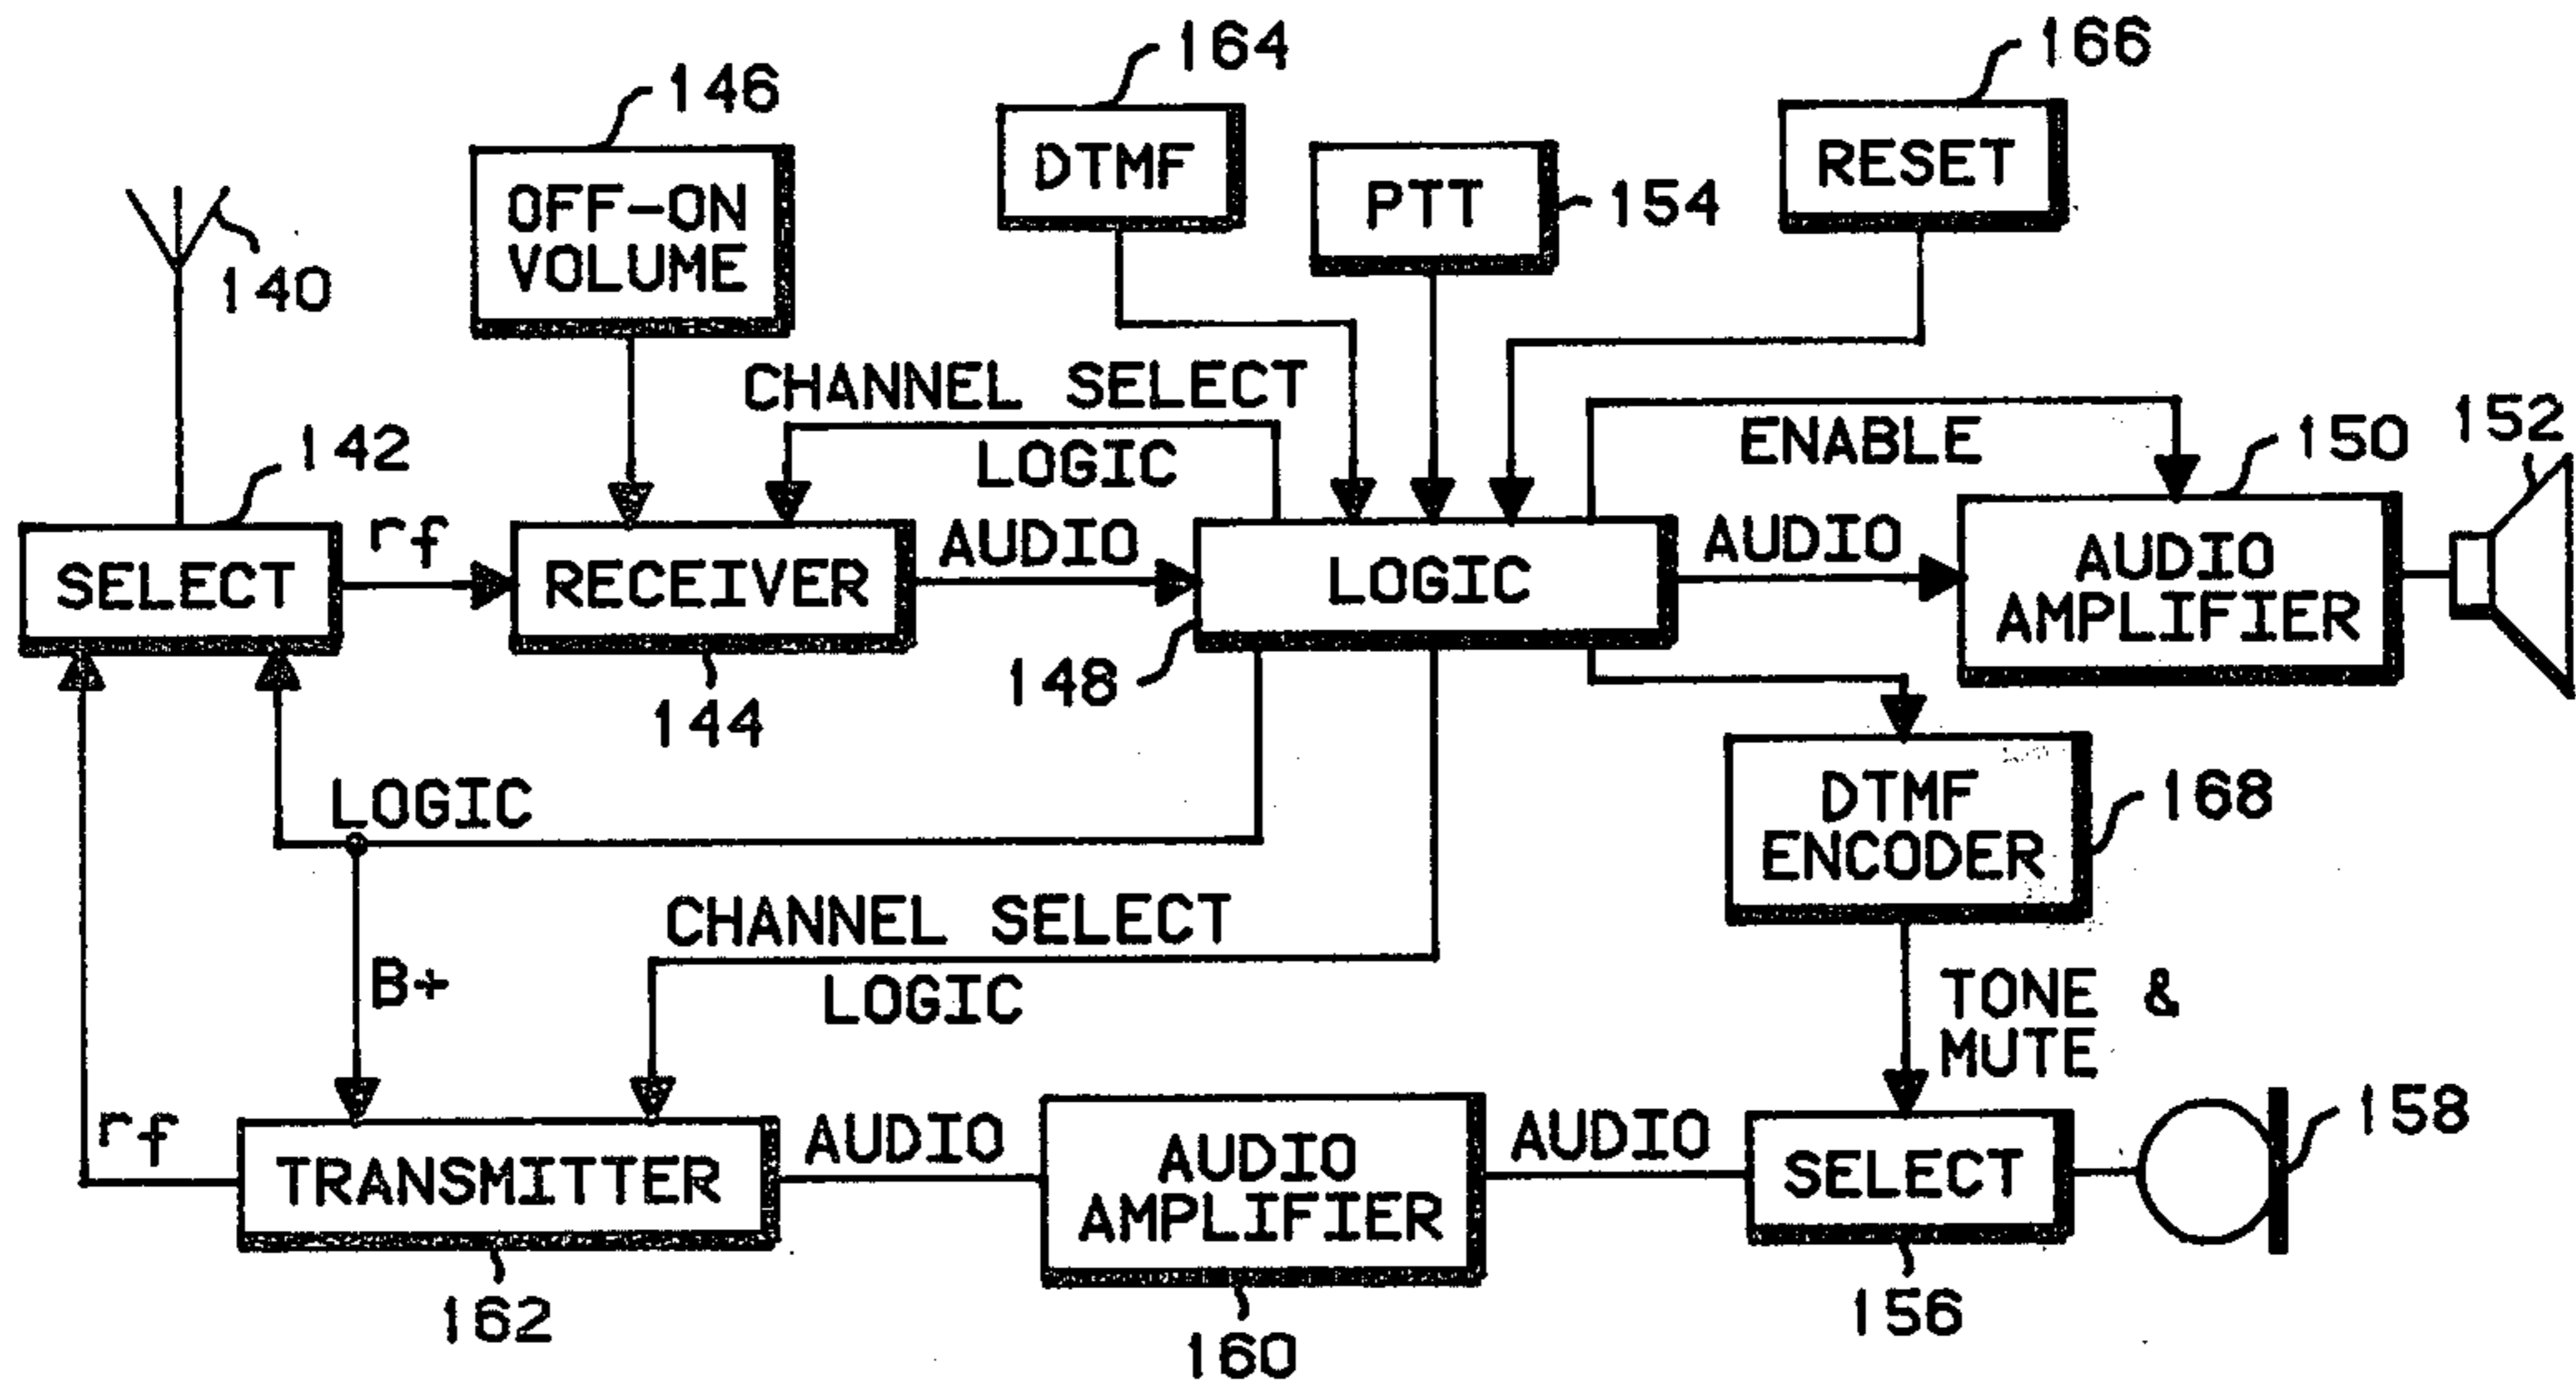 164
166
146
DTMF
RESET
OFF-ON
VOLUME
PTT
154
140
CHANNEL SELECT
LOGIC
ENABLE
150
152
142
rf
AUDIO
AUDIO
SELECT
RECEIVER
LOGIC
AUDIO
AMPLIFIER
148
144
LOGIC
DTMF
ENCODER
168
CHANNEL SELECT
LOGIC
B+
TONE &
MUTE
rf
AUDIO
AUDIO
158
TRANSMITTER
AUDIO
AMPLIFIER
SELECT
162
160
156